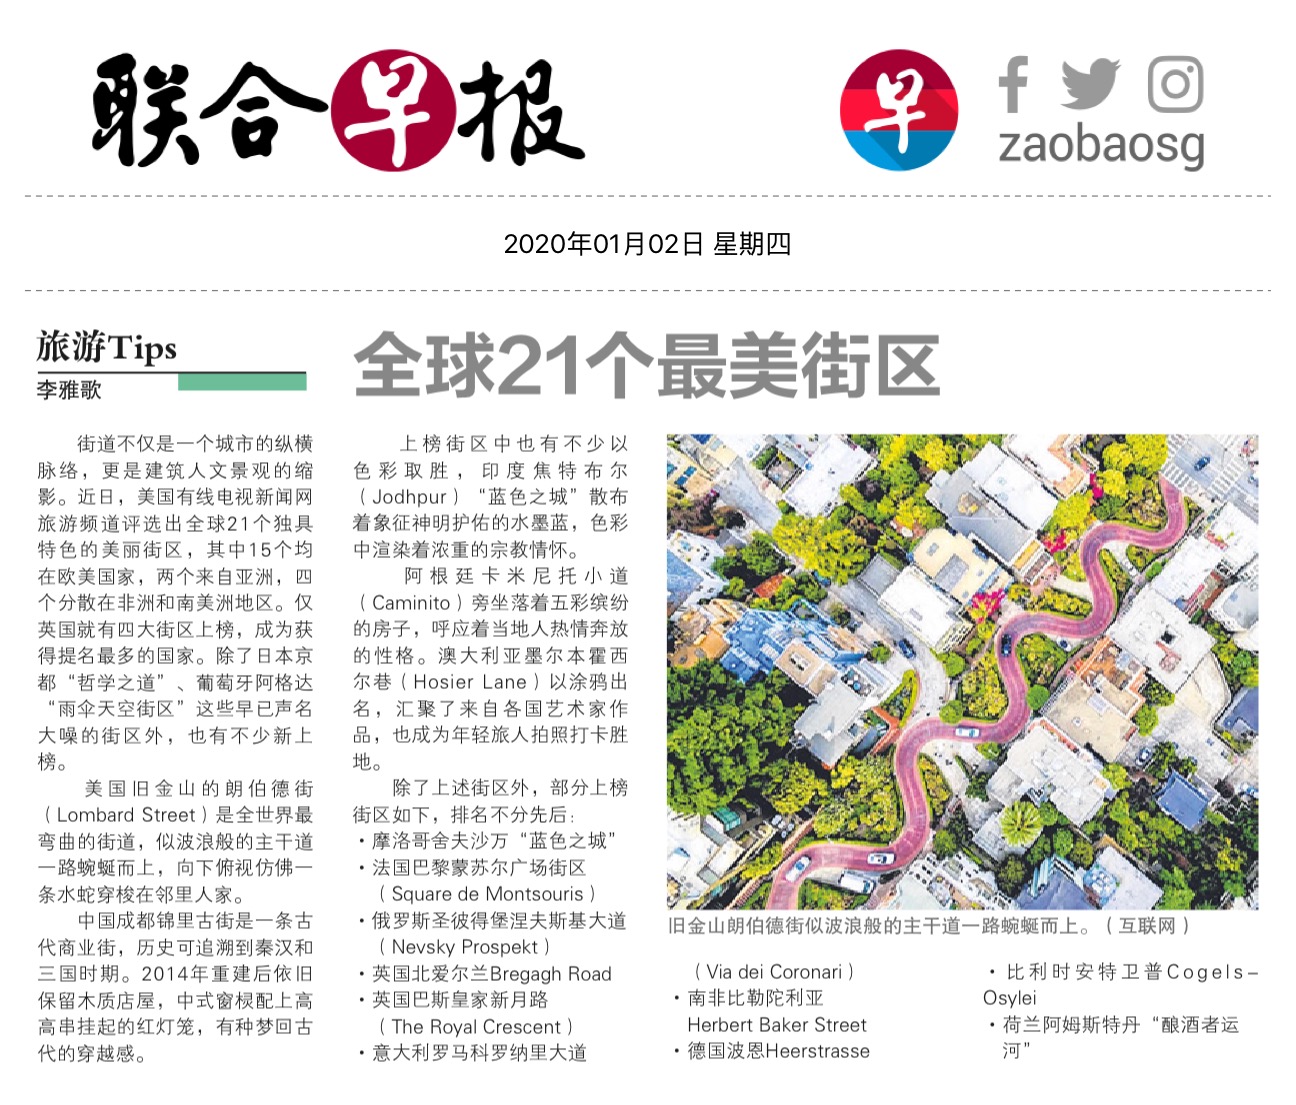 联合早报
早
zaobaosg
2020年01月02日 星期四
旅游Tips
李雅歌
全球21个最美街区
街道不仅是一个城市的纵横
脉络，更是建筑人文景观的缩
影。近日，美国有线电视新闻网
旅游频道评选出全球21个独具
特色的美丽街区，其中15个均
在欧美国家，两个来自亚洲，四
个分散在非洲和南美洲地区。仅
英国就有四大街区上榜，成为获
得提名最多的国家。除了日本京
都“哲学之道”、葡萄牙阿格达
“雨伞天空街区”这些早已声名
大噪的街区外，也有不少新上
榜。
美国旧金山的朗伯德街
（Lombard Street）是全世界最
弯曲的街道，似波浪般的主干道
一路蜿蜒而上，向下俯视仿佛一
条水蛇穿梭在邻里人家。
中国成都锦里古街是一条古
代商业街，历史可追溯到秦汉和
三国时期。2014年重建后依旧
保留木质店屋，中式窗棂配上高
高串挂起的红灯笼，有种梦回古
代的穿越感。
上榜街区中也有不少以
色彩取胜，印度焦特布尔
（Jodhpur）“蓝色之城”散布
着象征神明护佑的水墨蓝，色彩
中渲染着浓重的宗教情怀。
阿根廷卡米尼托小道
（Caminito）旁坐落着五彩缤纷
的房子，呼应着当地人热情奔放
的性格。澳大利亚墨尔本霍西
尔巷（Hosier Lane）以涂鸦出
名，汇聚了来自各国艺术家作
品，也成为年轻旅人拍照打卡胜
地。
除了上述街区外，部分上榜
街区如下，排名不分先后：
·摩洛哥舍夫沙万“蓝色之城”
·法国巴黎蒙苏尔广场街区
（Square de Montsouris）
·俄罗斯圣彼得堡涅夫斯基大道
（Nevsky Prospekt）
·英国北爱尔兰Bregagh Road
·英国巴斯皇家新月路
（The Royal Crescent）
·意大利罗马科罗纳里大道
旧金山朗伯德街似波浪般的主干道一路蜿蜒而上。（互联网）
（Via dei Coronari）
·南非比勒陀利亚
Herbert Baker Street
·德国波恩Heerstrasse
·比利时安特卫普Cogels–
Osylei
·荷兰阿姆斯特丹“酿酒者运
河”